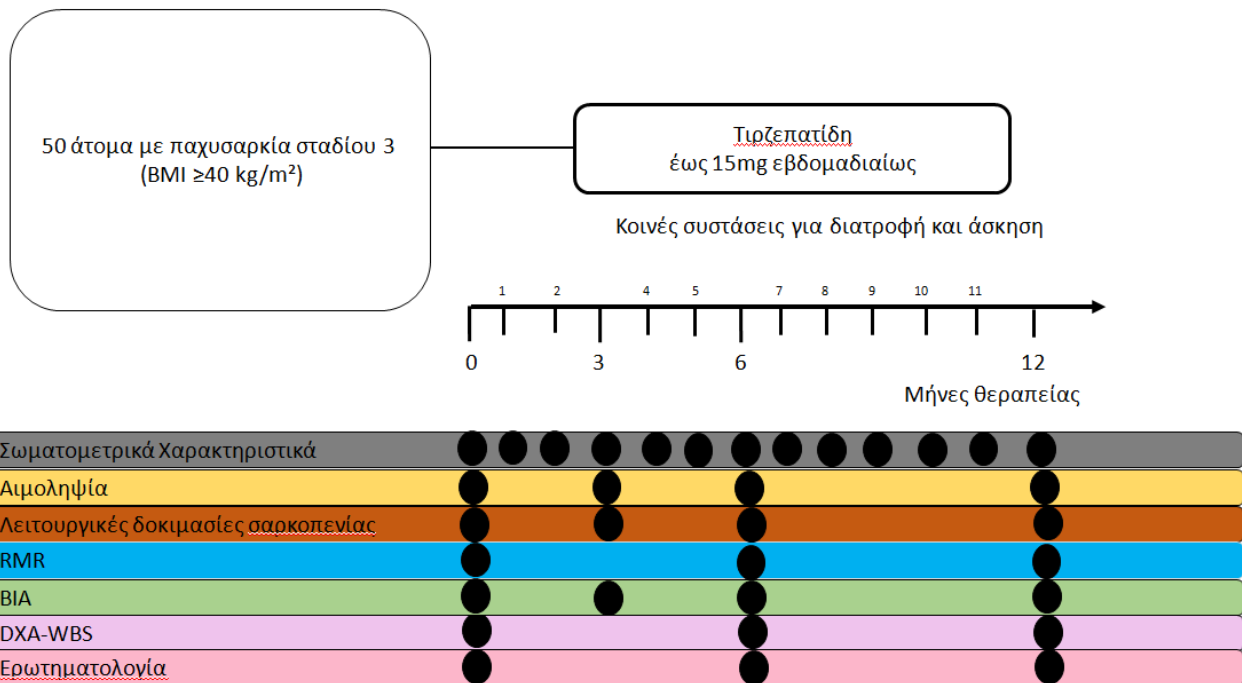 50 άτομα με παχυσαρκία σταδίου 3
(BMI ≥40 kg/m²)
Τιρζεπατίδη
έως 15mg εβδομαδιαίως
Κοινές συστάσεις για διατροφή και άσκηση
1 2 4 5 7 8 9 10 11
0 3 6 12
Μήνες θεραπείας
Σωματομετρικά Χαρακτηριστικά
Αιμοληψία
Λειτουργικές δοκιμασίες σαρκοπενίας
RMR
BIA
DXA-WBS
Ερωτηματολογία